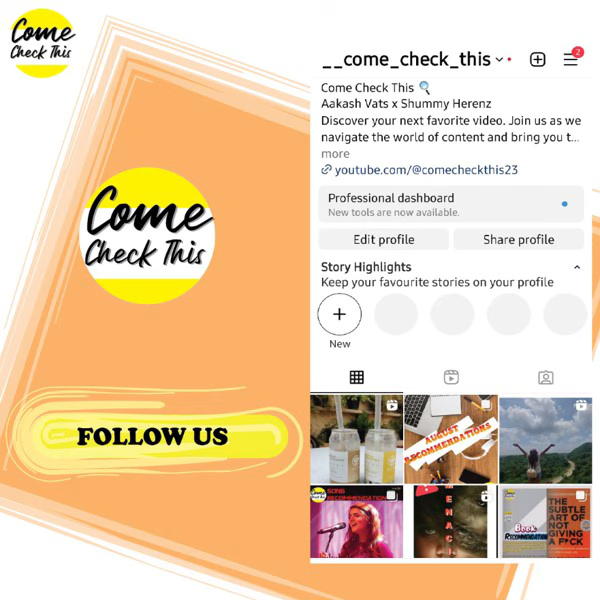 Come
Check This
Come
Check This
FOLLOW US
__come_check_this
2
Come Check This 🔍
Aakash Vats x Shummy Herenz
Discover your next favorite video. Join us as we
navigate the world of content and bring you t...
more
youtube.com/@comecheckthis23
Professional dashboard
New tools are now available.
Edit profile
Share profile
Story Highlights
Keep your favourite stories on your profile
New
AUGUST
RECOMMENDATIONS
SONG
RECOMMENDATION
MENACE
Book
RECOMMENDATION
THE
SUBTLE
ART OF
NOT
GIVING
A F*CK